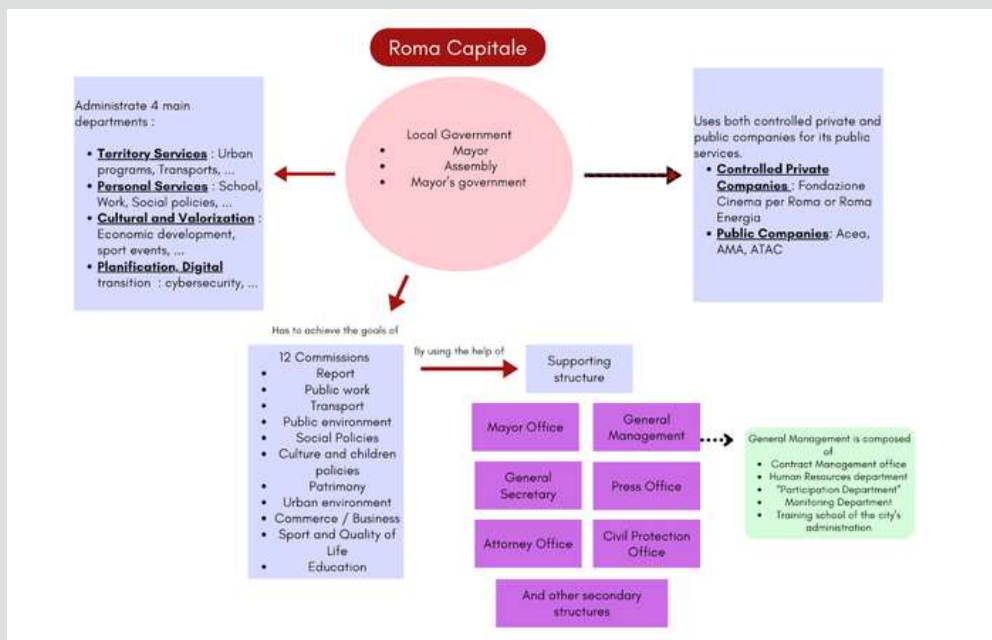 Roma Capitale
Local Government
• Mayor
• Assembly
• Mayor's government
Administrate 4 main
departments :
• Territory Services : Urban
programs, Transports, ...
• Personal Services : School,
Work, Social policies, ...
• Cultural and Valorization :
Economic development,
sport events, ...
• Planification, Digital
transition : cybersecurity, ...
Uses both controlled private and
public companies for its public
services.
• Controlled Private
Companies : Fondazione
Cinema per Roma or Roma
Energia
• Public Companies: Acea,
AMA, ATAC
Has to achieve the goals of
12 Commissions
• Report
• Public work
• Transport
• Public environment
• Social Policies
• Culture and children
policies
• Patrimony
• Urban environment
• Commerce / Business
• Sport and Quality of
Life
• Education
By using the help of
Supporting
structure
Mayor Office
General
Management
General
Secretary
Press Office
Attorney Office
Civil Protection
Office
And other secondary
structures
General Management is composed
of
• Contract Management office
• Human Resources department
• "Participation Department"
• Monitoring Department
• Training school of the city's
administration